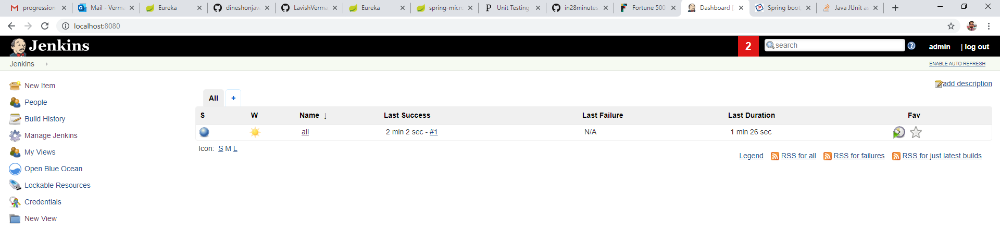 progression
Mail - Verma
Eureka
dineshonjava
LavishVerma
Eureka
spring-micro
Unit Testing
in28minutes
Fortune 500
Dashboard [
Spring boot
Java JUnit as
localhost:8080
Jenkins
2
search
admin
| log out
Jenkins
ENABLE AUTO REFRESH
New Item
People
Build History
Manage Jenkins
My Views
Open Blue Ocean
Lockable Resources
Credentials
New View
add description
All +
S W Name ↓ Last Success Last Failure Last Duration Fav
all 2 min 2 sec - #1 N/A 1 min 26 sec
Icon: S M L
Legend RSS for all RSS for failures RSS for just latest builds